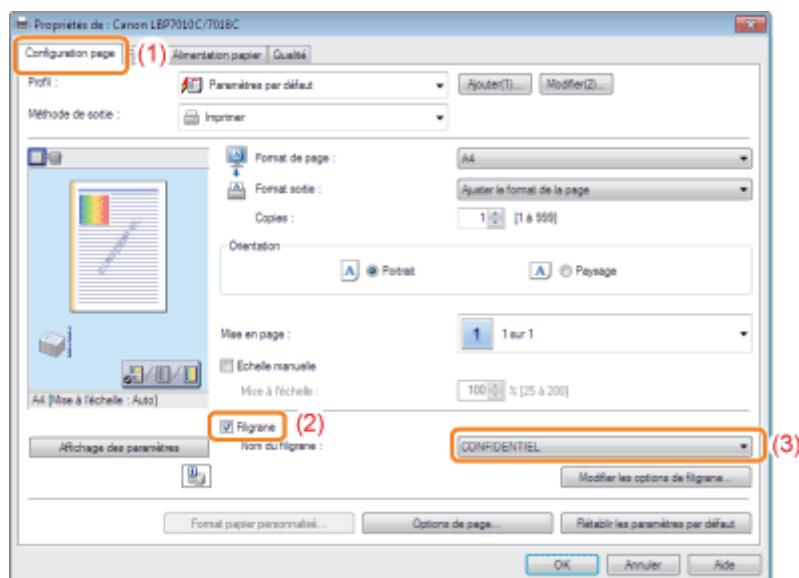 Propriétés de : Canon LBP7010C/7018C
Configuration page (1) Alimentation papier Qualité
Profil : Paramètres par défaut Ajouter(1)... Modifier(2)...
Méthode de sortie : Imprimer
Format de page : A4
Format sortie : Ajuster le format de la page
Copies : 1 [1 à 999]
Orientation
A Portrait A Paysage
CONFIDENTIEL
Mise en page : 1 1 sur 1
Echelle manuelle
Mise à l'échelle : 100 % [25 à 200]
A4 [Mise à l'échelle : Auto]
Filigrane (2)
Affichage des paramètres Nom du filigrane : CONFIDENTIEL (3)
Modifier les options de filigrane...
Format papier personnalisé... Options de page... Rétablir les paramètres par défaut
OK Annuler Aide